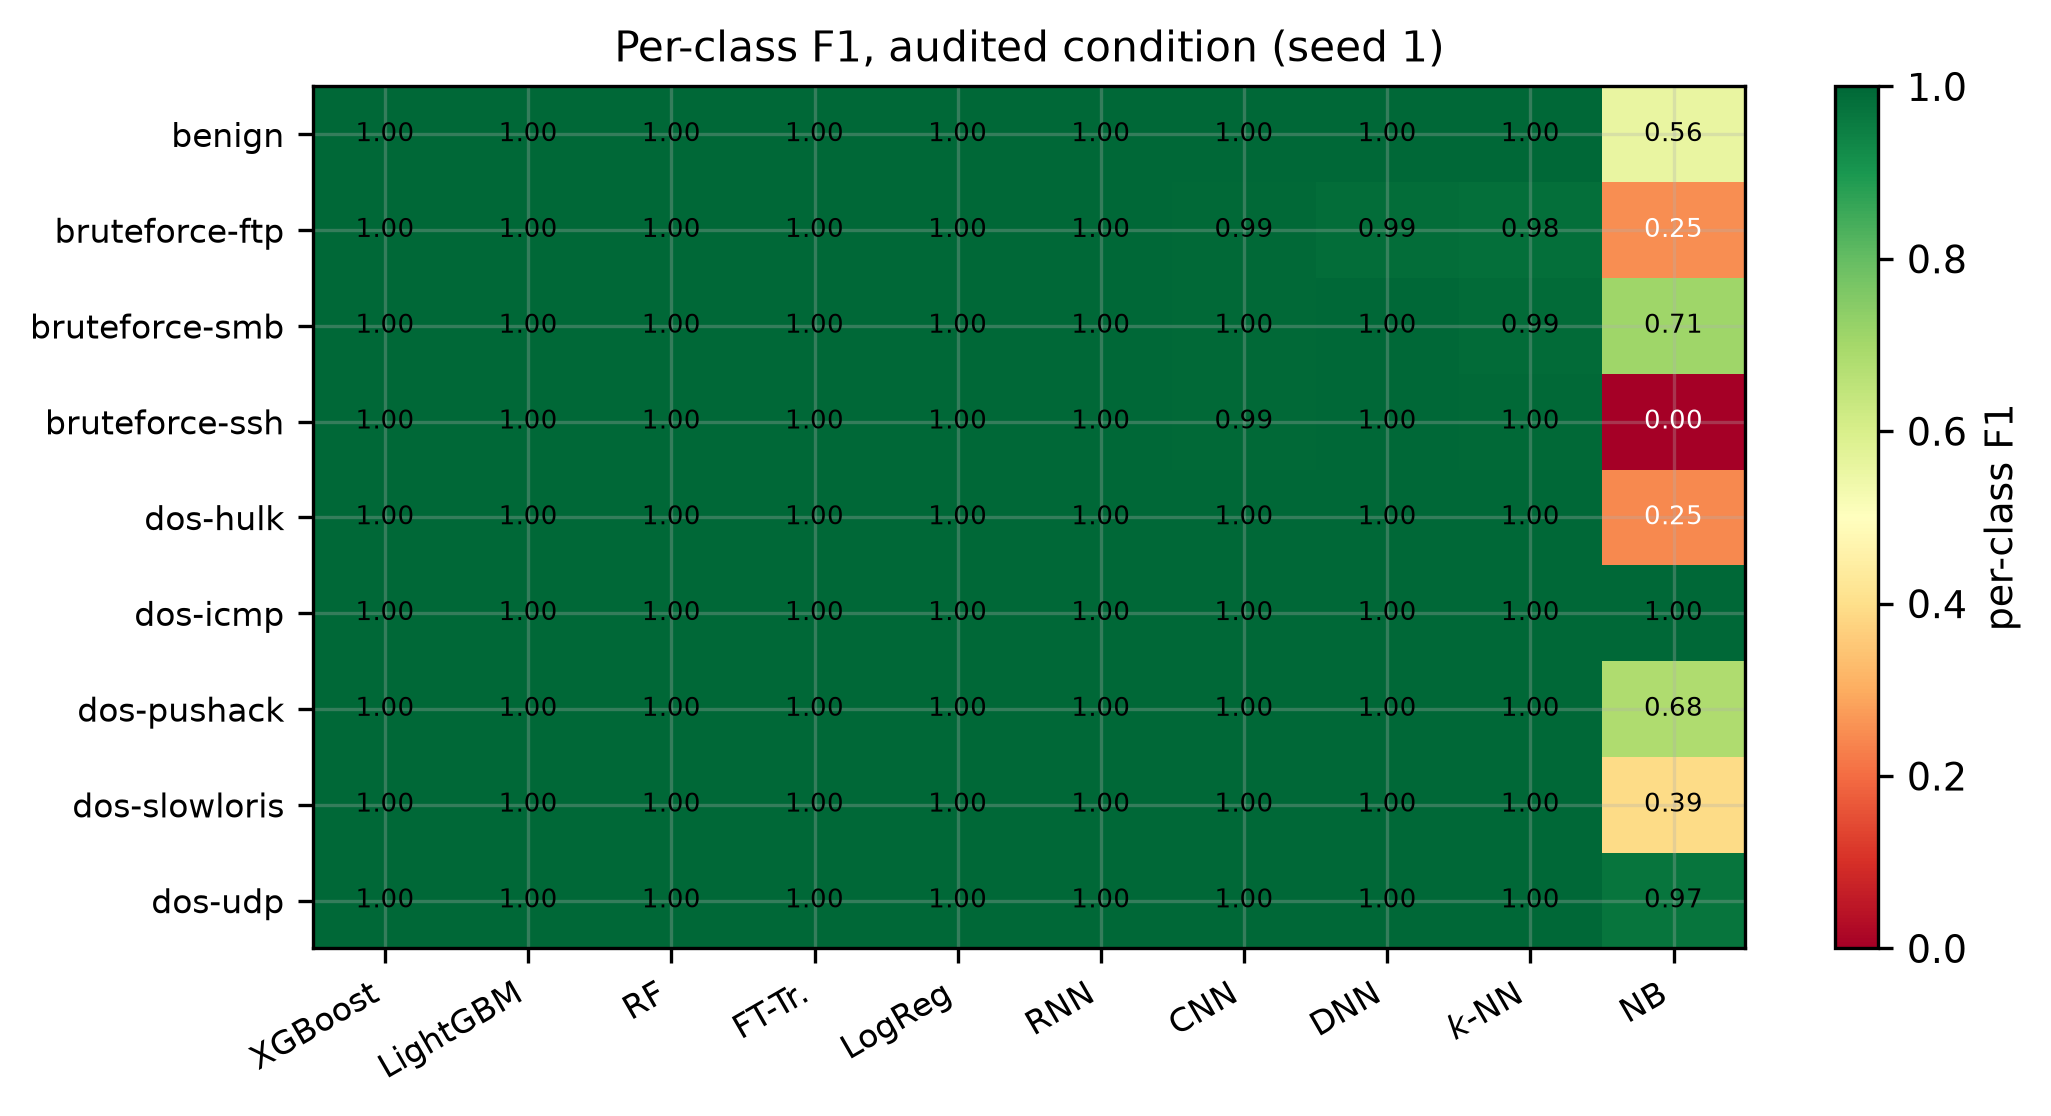 Per-class F1, audited condition (seed 1)
benign 1.00 1.00 1.00 1.00 1.00 1.00 1.00 1.00 1.00 0.56
bruteforce-ftp 1.00 1.00 1.00 1.00 1.00 1.00 0.99 0.99 0.98 0.25
bruteforce-smb 1.00 1.00 1.00 1.00 1.00 1.00 1.00 1.00 0.99 0.71
bruteforce-ssh 1.00 1.00 1.00 1.00 1.00 1.00 0.99 1.00 1.00 0.00
dos-hulk 1.00 1.00 1.00 1.00 1.00 1.00 1.00 1.00 1.00 0.25
dos-icmp 1.00 1.00 1.00 1.00 1.00 1.00 1.00 1.00 1.00 1.00
dos-pushack 1.00 1.00 1.00 1.00 1.00 1.00 1.00 1.00 1.00 0.68
dos-slowloris 1.00 1.00 1.00 1.00 1.00 1.00 1.00 1.00 1.00 0.39
dos-udp 1.00 1.00 1.00 1.00 1.00 1.00 1.00 1.00 1.00 0.97
XGBoost LightGBM RF FT-Tr. LogReg RNN CNN DNN k-NN NB
1.0
0.8
0.6
0.4
0.2
0.0
per-class F1